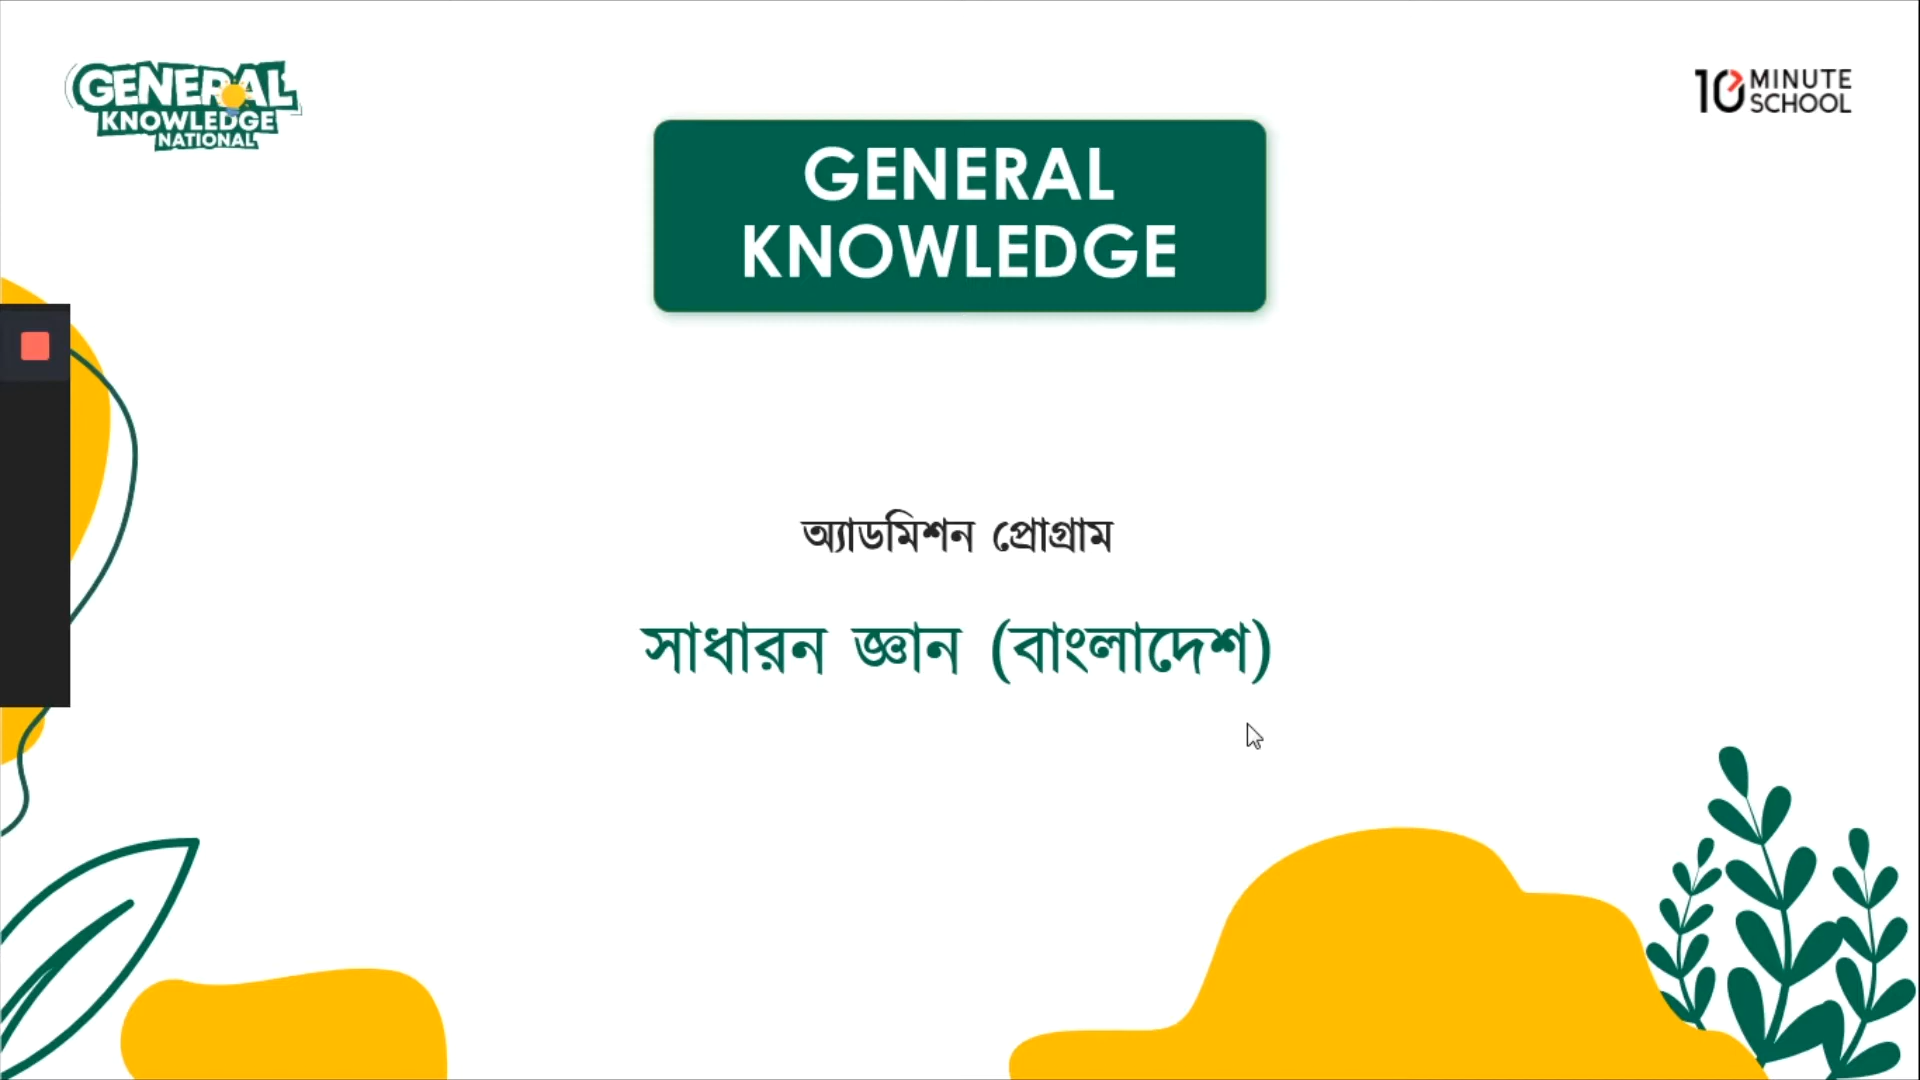 GENERAL
KNOWLEDGE
NATIONAL
10 MINUTE
SCHOOL
GENERAL
KNOWLEDGE
অ্যাডমিশন প্রোগ্রাম
সাধারন জ্ঞান (বাংলাদেশ)